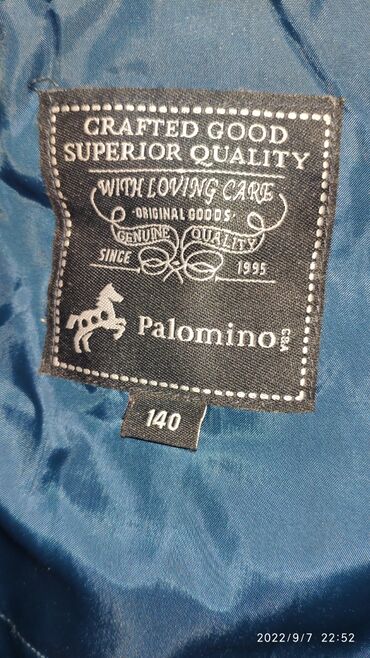 CRAFTED GOOD
SUPERIOR QUALITY
WITH LOVING CARE
·ORIGINAL GOODS·
GENUINE QUALITY
SINCE 1995
Palomino C&A
140
2022/9/7 22:52